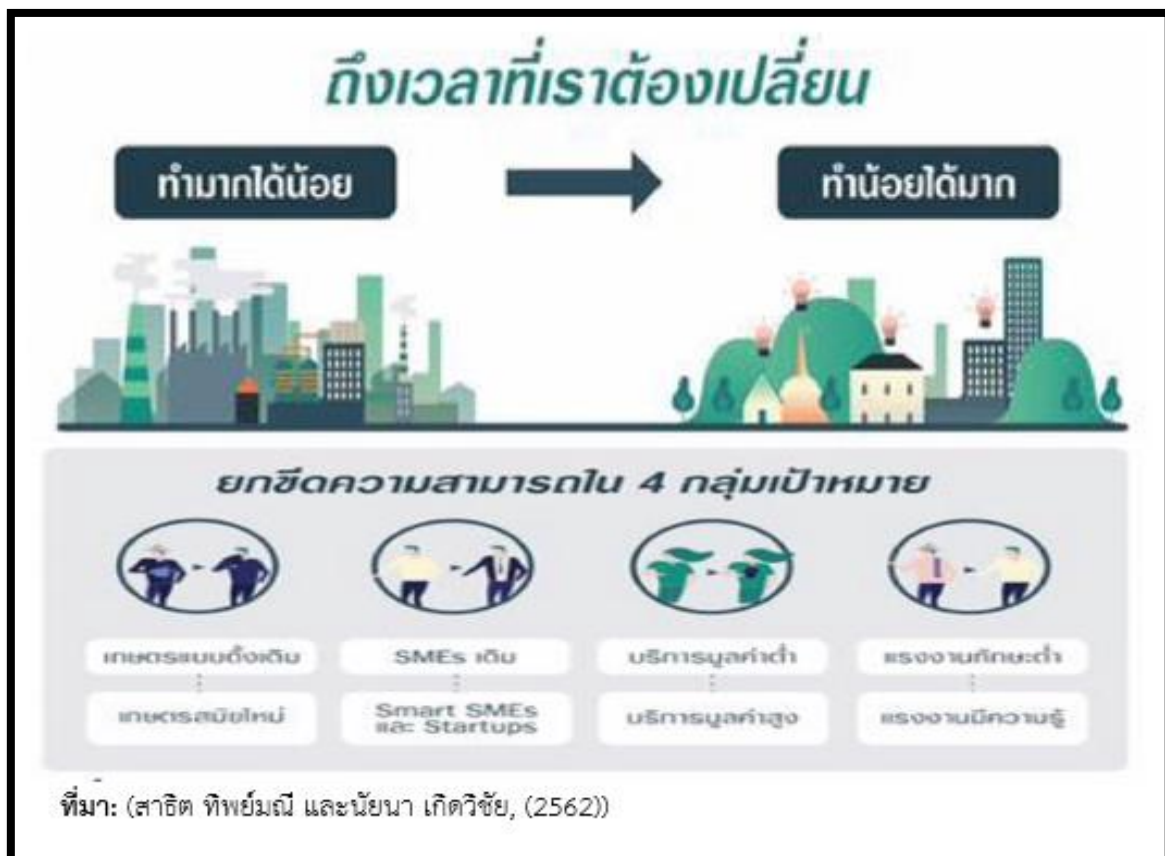 ถึงเวลาที่เราต้องเปลี่ยน
ทำมากได้น้อย
ทำน้อยได้มาก
ยกขีดความสามารถใน 4 กลุ่มเป้าหมาย
เกษตรแบบดั้งเดิม
SMEs เดิม
บริการมูลค่าต่ำ
แรงงานทักษะต่ำ
เกษตรสมัยใหม่
Smart SMEs
และ Startups
บริการมูลค่าสูง
แรงงานมีความรู้
ที่มา: (สาธิต ทิพย์มณี และนัยนา เกิดวิชัย, (2562))